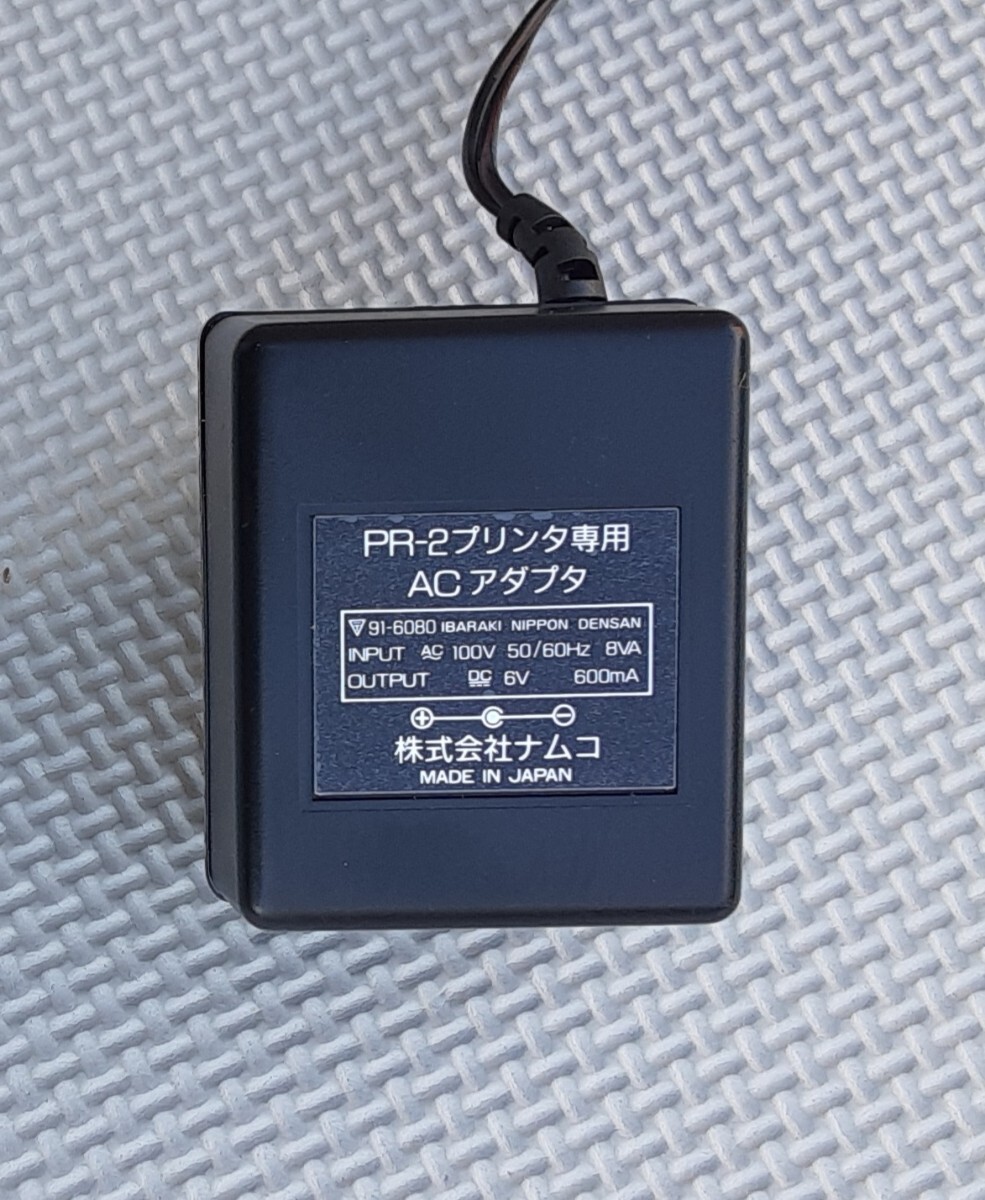 PR-2プリンタ専用
ACアダプタ
91-6080 IBARAKI NIPPON DENSAN
INPUT AC 100V 50/60Hz 8VA
OUTPUT DC 6V 600mA
株式会社ナムコ
MADE IN JAPAN